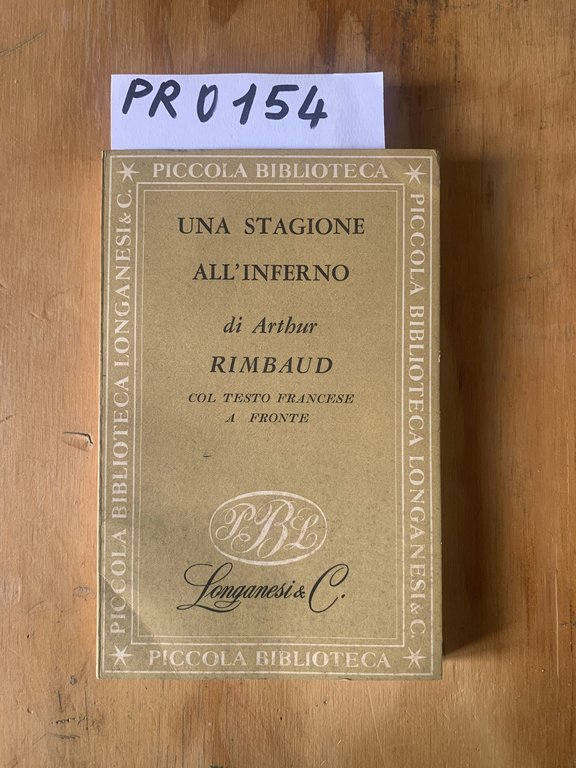 PRO154
PICCOLA BIBLIOTECA
PICCOLA BIBLIOTECA LONGANESI & C.
PICCOLA BIBLIOTECA LONGANESI & C.
UNA STAGIONE
ALL'INFERNO
di Arthur
RIMBAUD
COL TESTO FRANCESE
A FRONTE
PBL
Longanesi & C.
PICCOLA BIBLIOTECA